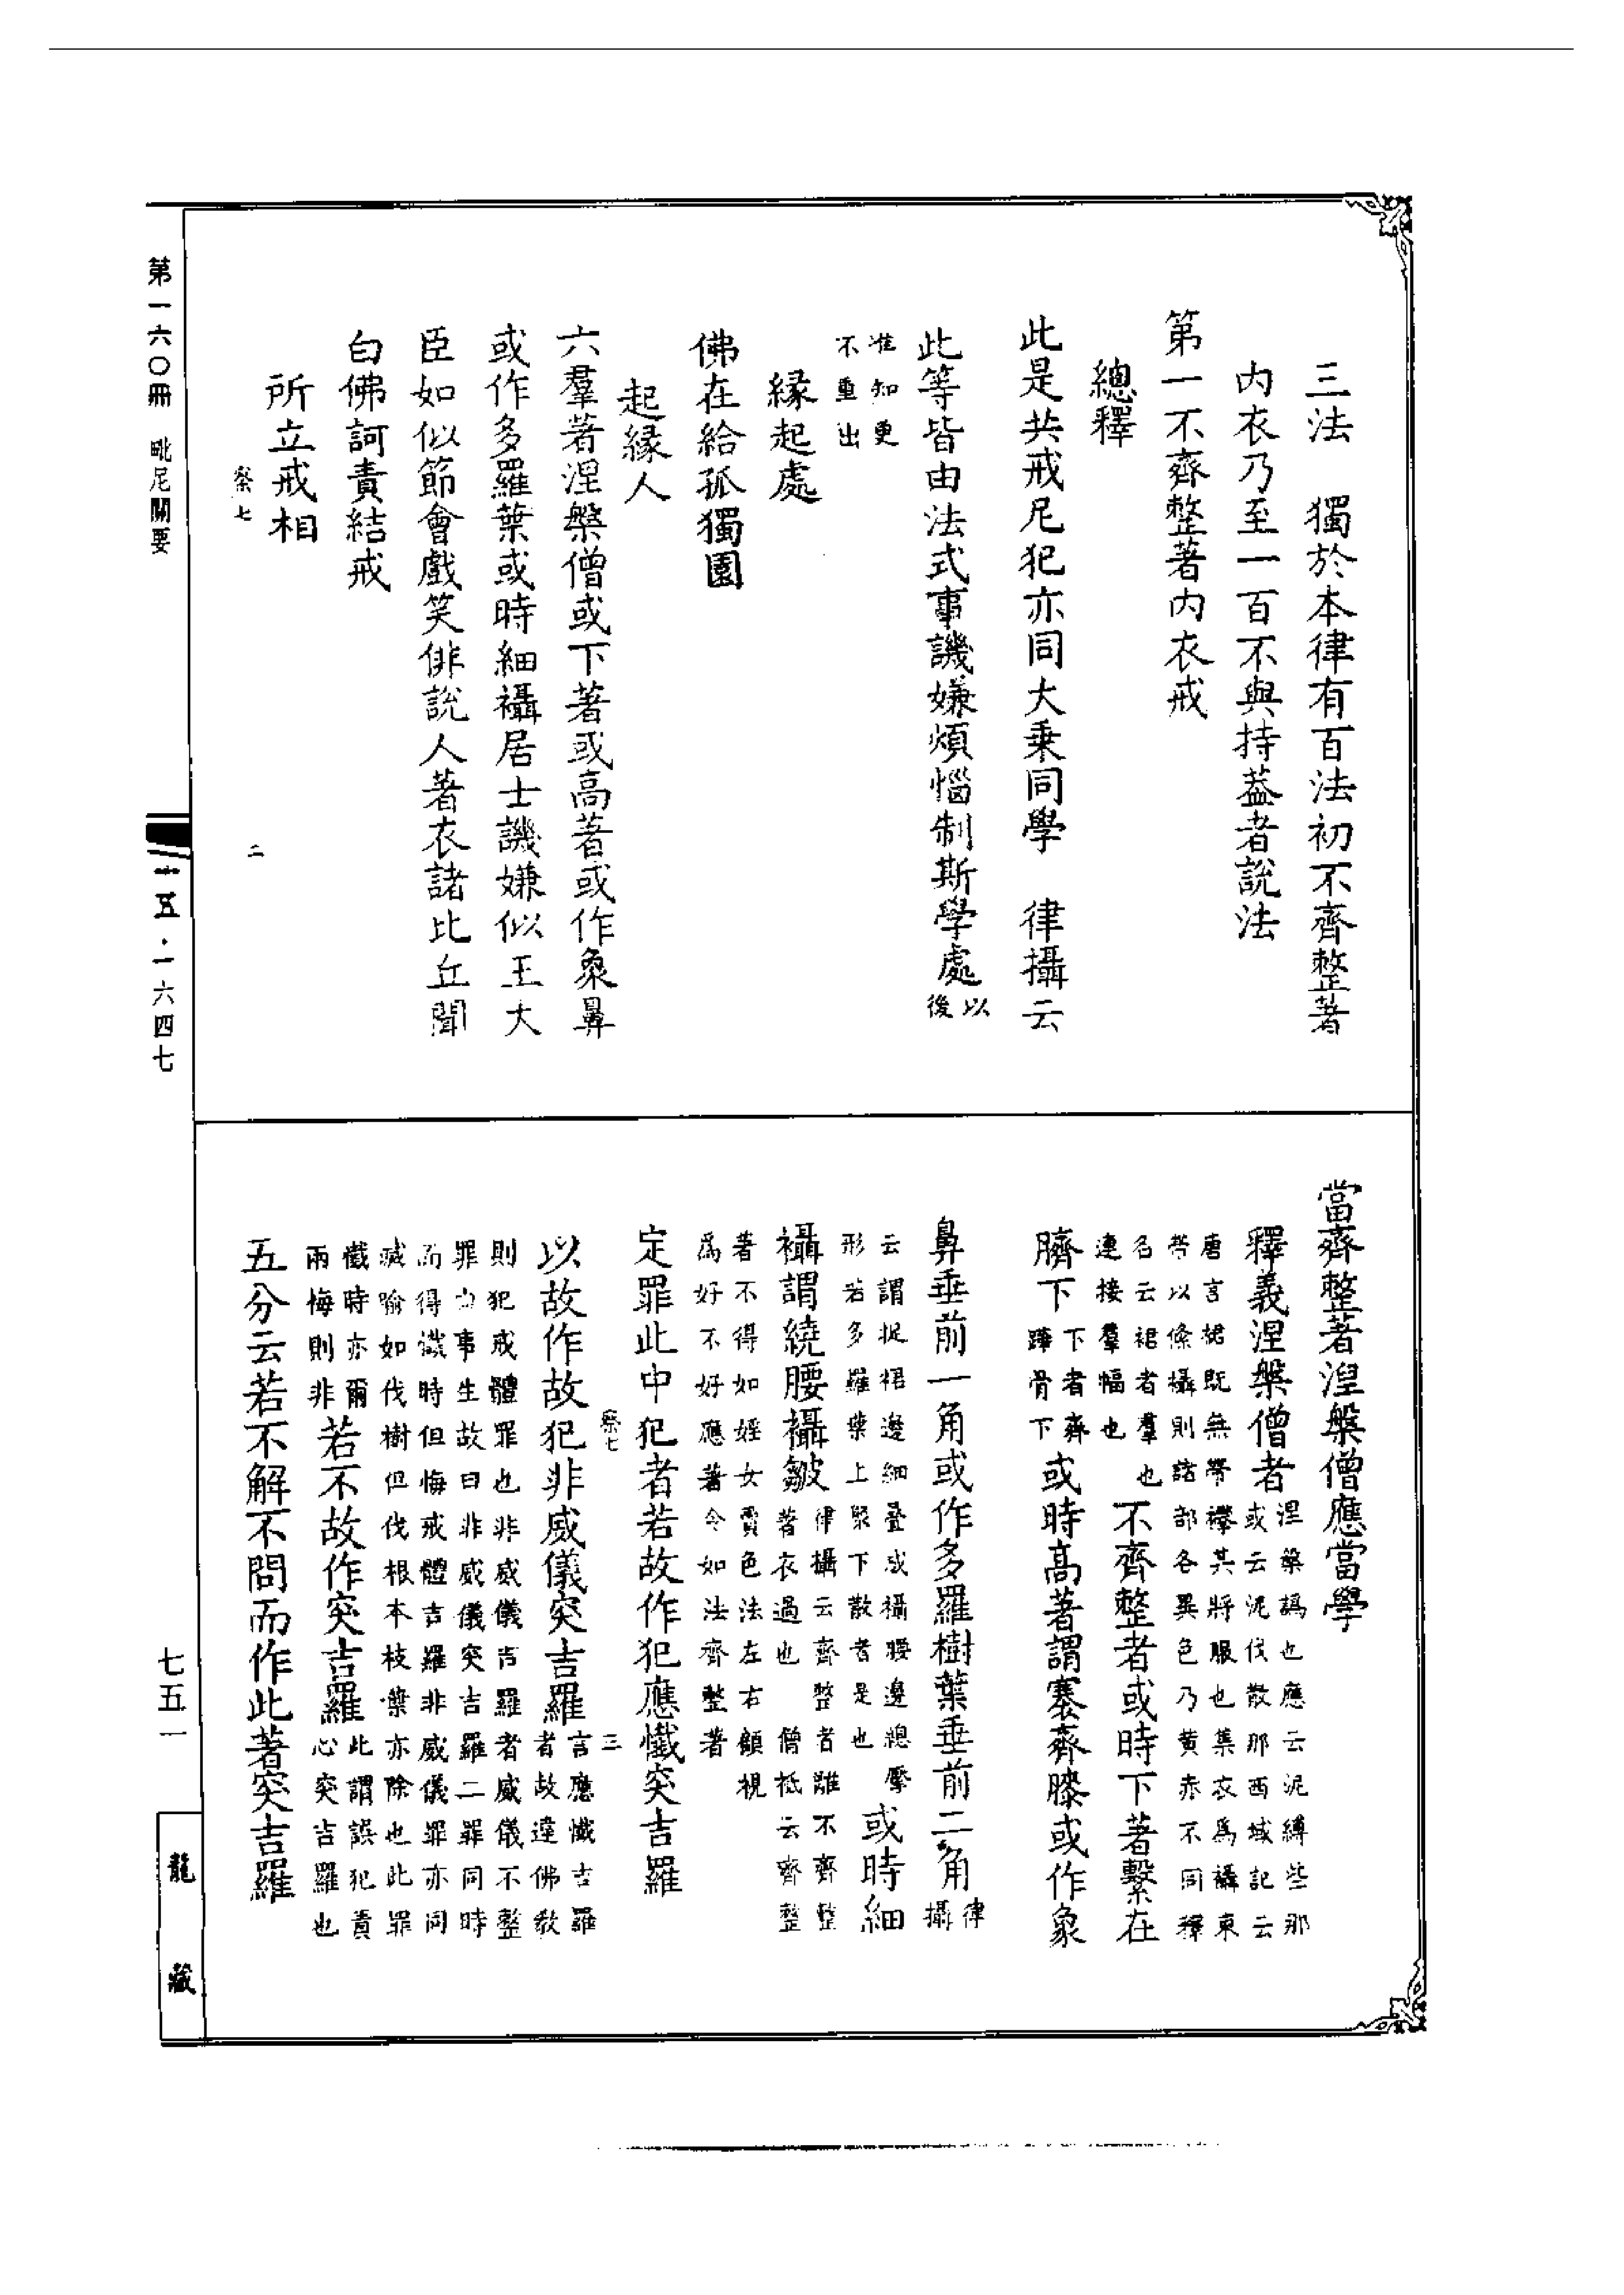 三法　獨於本律有百法初不齊整著
內衣乃至一百不與持蓋者說法
第一不齊整著內衣戒
總釋
此是共戒尼犯亦同大乘同學　律攝云
此等皆由法式事譏嫌煩惱制斯學處以後
准知更
不重出
緣起處
佛在給孤獨園
起緣人
六羣著涅槃僧或下著或高著或作象鼻
或作多羅葉或時細襵居士譏嫌似王大
臣如似節會戲笑俳說人著衣諸比丘聞
白佛訶責結戒
所立戒相
察七
二
當齊整著涅槃僧應當學
釋義涅槃僧者涅槃譌也應云泥縛些那
或云泥伐散那西域記云
唐言裙既無帶襻其將服也集衣為襵束
帶以條襵則諸部各異色乃黃赤不同釋
名云裙者羣也
連接羣幅也
不齊整者或時下著繫在
臍下下者齊
踝骨下
或時高著謂褰齊膝或作象
鼻垂前一角或作多羅樹葉垂前二角律攝
云謂捉裙邊細疊成襵腰邊總壓
形若多羅葉上聚下散者是也
或時細
襵謂繞腰襵皺律攝云齊整者雖不齊整
著衣過也　僧祇云齊整
著不得如婬女賣色法左右顧視
為好不好應著令如法齊整著
定罪此中犯者若故作犯應懺突吉羅
察七
三
以故作故犯非威儀突吉羅言應懺吉羅
者故違佛敎
則犯戒體罪也非威儀吉羅者威儀不整
罪由事生故曰非威儀突吉羅二罪同時
而得懺時但悔戒體吉羅非威儀罪亦同
滅喻如伐樹但伐根本枝葉亦除也此罪
懺時亦爾
兩悔則非
若不故作突吉羅此謂誤犯責
心突吉羅也
五分云若不解不問而作此著突吉羅
第一六〇冊　毗尼關要
一五·一六四七
七五一
龍藏